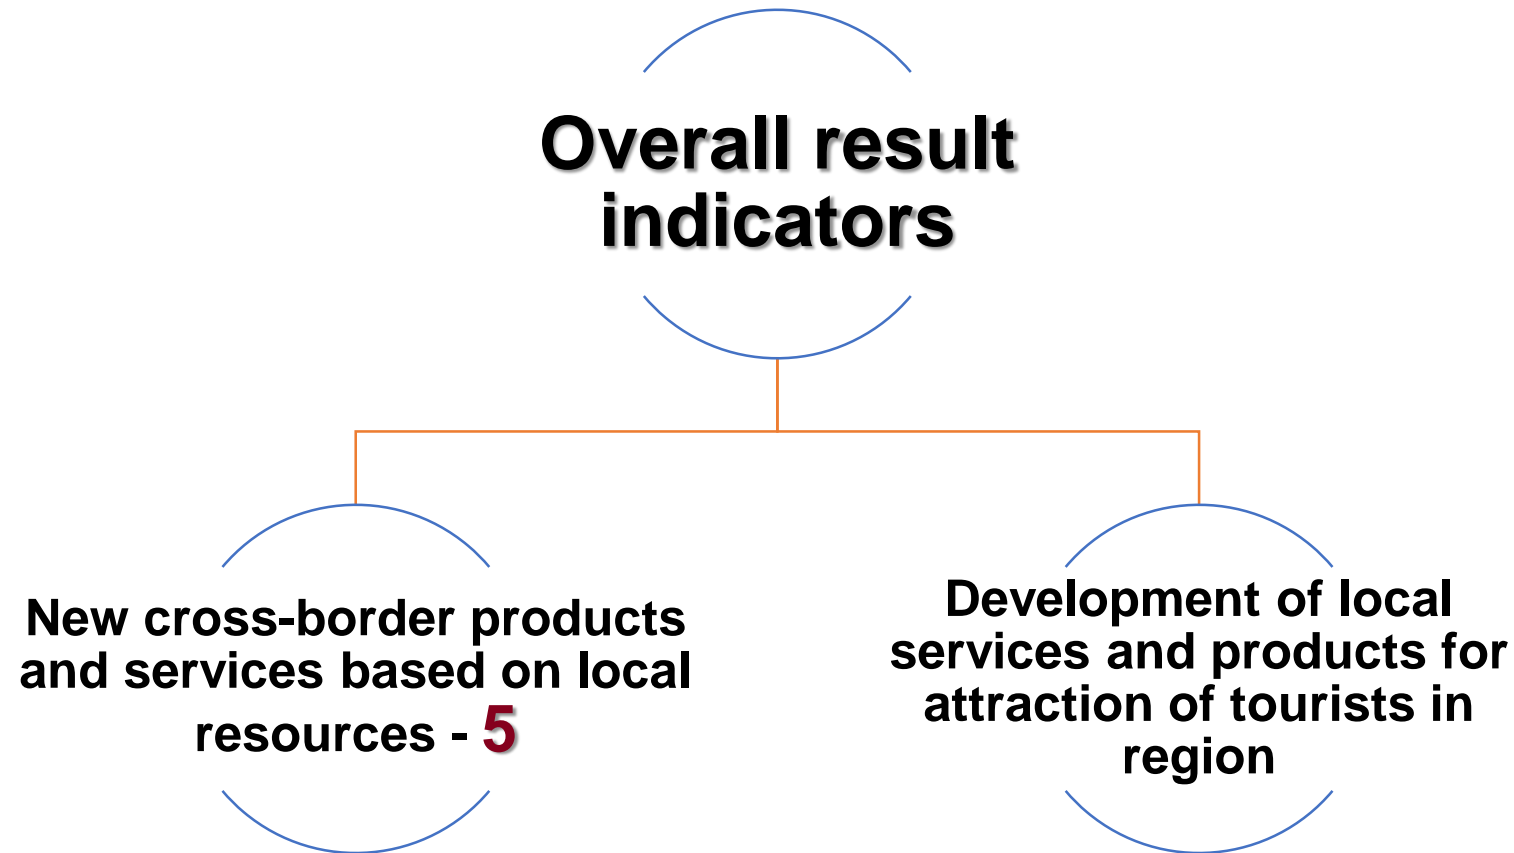 Overall result
indicators
New cross-border products
and services based on local
resources - 5
Development of local
services and products for
attraction of tourists in
region